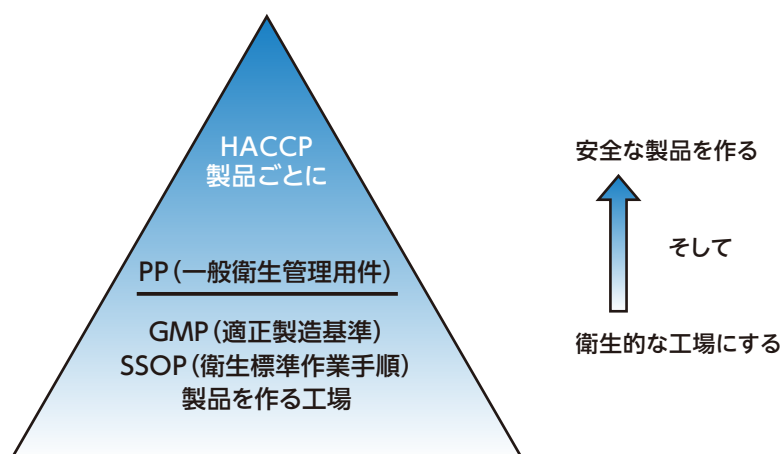 HACCP
製品ごとに
PP（一般衛生管理用件）
GMP（適正製造基準）
SSOP（衛生標準作業手順）
製品を作る工場
安全な製品を作る
そして
衛生的な工場にする